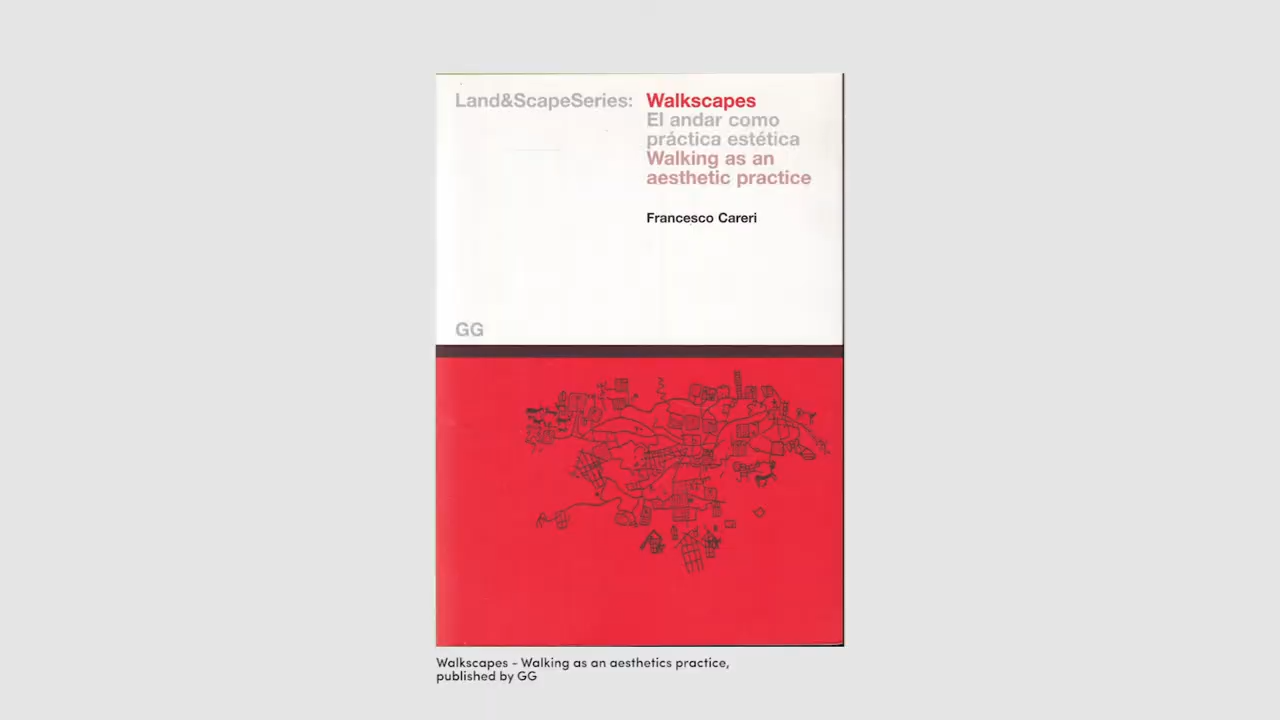 Land&ScapeSeries: Walkscapes
El andar como
práctica estética
Walking as an
aesthetic practice
Francesco Careri
GG
Walkscapes - Walking as an aesthetics practice,
published by GG